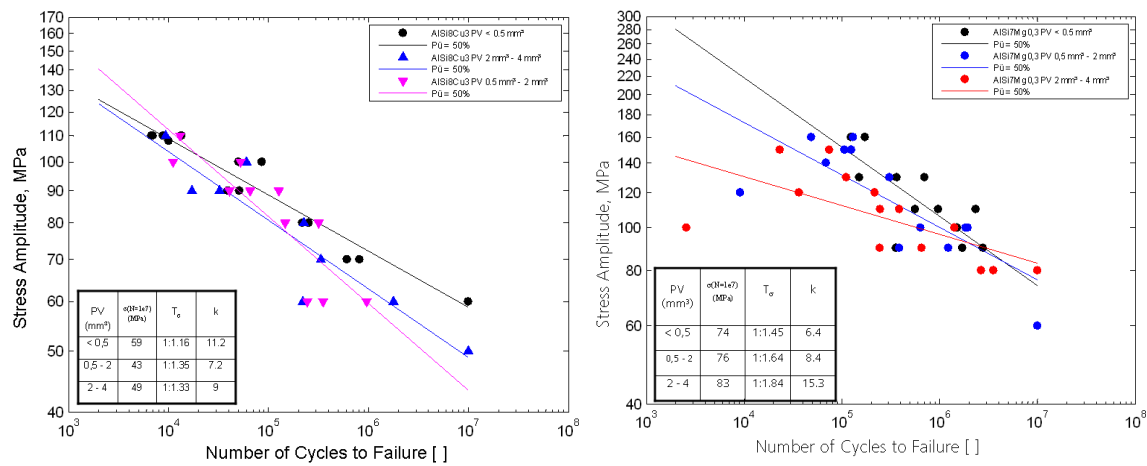 170
160
150
140
130
120
110
100
90
80
70
60
50
40
Stress Amplitude, MPa
10³ 10⁴ 10⁵ 10⁶ 10⁷ 10⁸
Number of Cycles to Failure [ ]
AlSi8Cu3 PV < 0.5 mm³
Pü = 50%
AlSi8Cu3 PV 2 mm³ - 4 mm³
Pü = 50%
AlSi8Cu3 PV 0.5 mm³ - 2 mm³
Pü = 50%
PV (mm³) σ(N=1e7) (MPa) Tσ k
< 0,5 59 1:1.16 11.2
0,5 - 2 43 1:1.35 7.2
2 - 4 49 1:1.33 9
300
280
260
240
220
200
180
160
140
120
100
80
60
40
Stress Amplitude, MPa
10³ 10⁴ 10⁵ 10⁶ 10⁷ 10⁸
Number of Cycles to Failure [ ]
AlSi7Mg0,3 PV < 0.5 mm³
Pü = 50%
AlSi7Mg0,3 PV 0,5 mm³ - 2 mm³
Pü = 50%
AlSi7Mg0,3 PV 2 mm³ - 4 mm³
Pü = 50%
PV (mm³) σ(N=1e7) (MPa) Tσ k
< 0,5 74 1:1.45 6.4
0,5 - 2 76 1:1.64 8.4
2 - 4 83 1:1.84 15.3